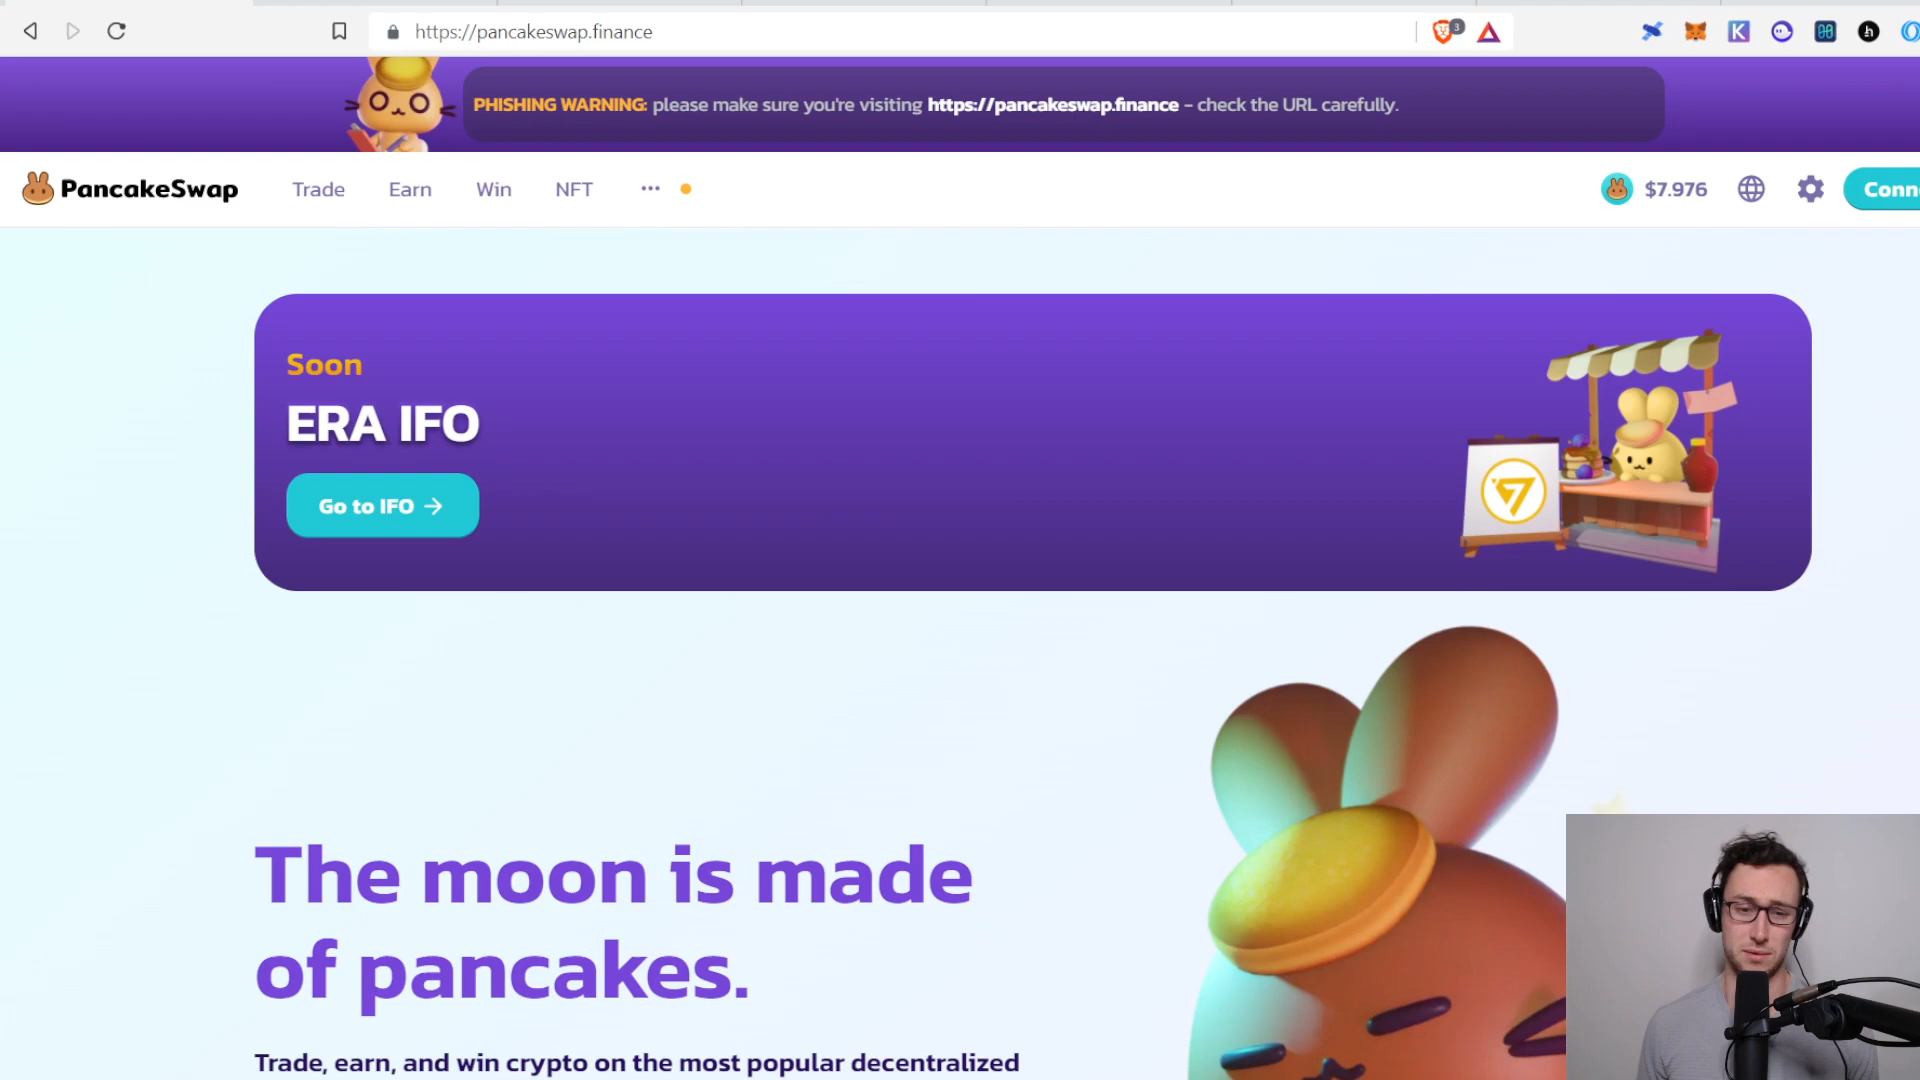 https://pancakeswap.finance
3
PHISHING WARNING: please make sure you're visiting https://pancakeswap.finance - check the URL carefully.
PancakeSwap
Trade
Earn
Win
NFT
$7.976
Conn
Soon
ERA IFO
Go to IFO →
The moon is made
of pancakes.
Trade, earn, and win crypto on the most popular decentralized